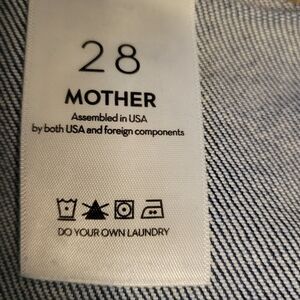 28
MOTHER
Assembled in USA
by both USA and foreign components
DO YOUR OWN LAUNDRY